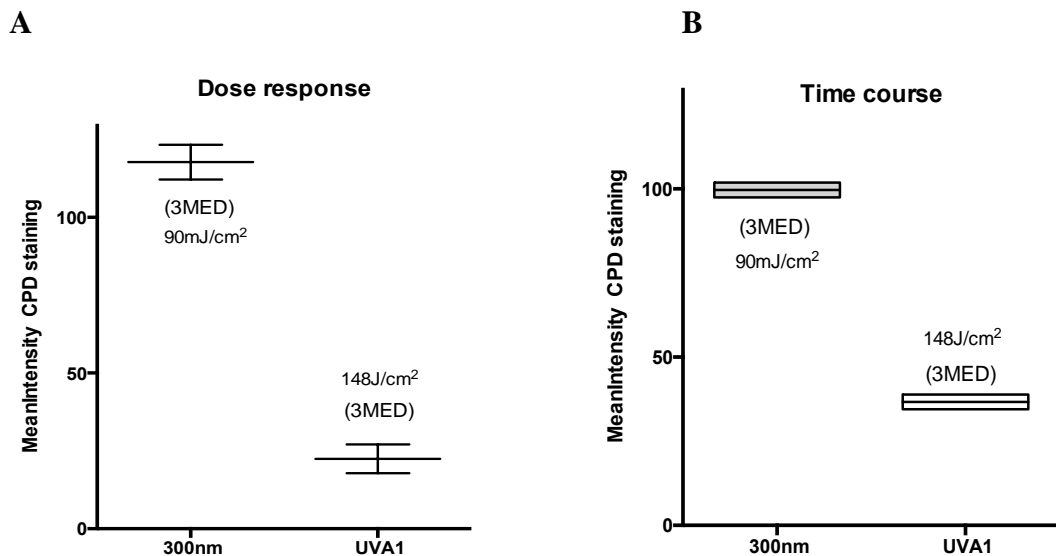 A
Dose response
MeanIntensity CPD staining
100
50
0
(3MED)
90mJ/cm2
148J/cm2
(3MED)
300nm
UVA1
B
Time course
MeanIntensity CPD staining
100
50
0
(3MED)
90mJ/cm2
148J/cm2
(3MED)
300nm
UVA1